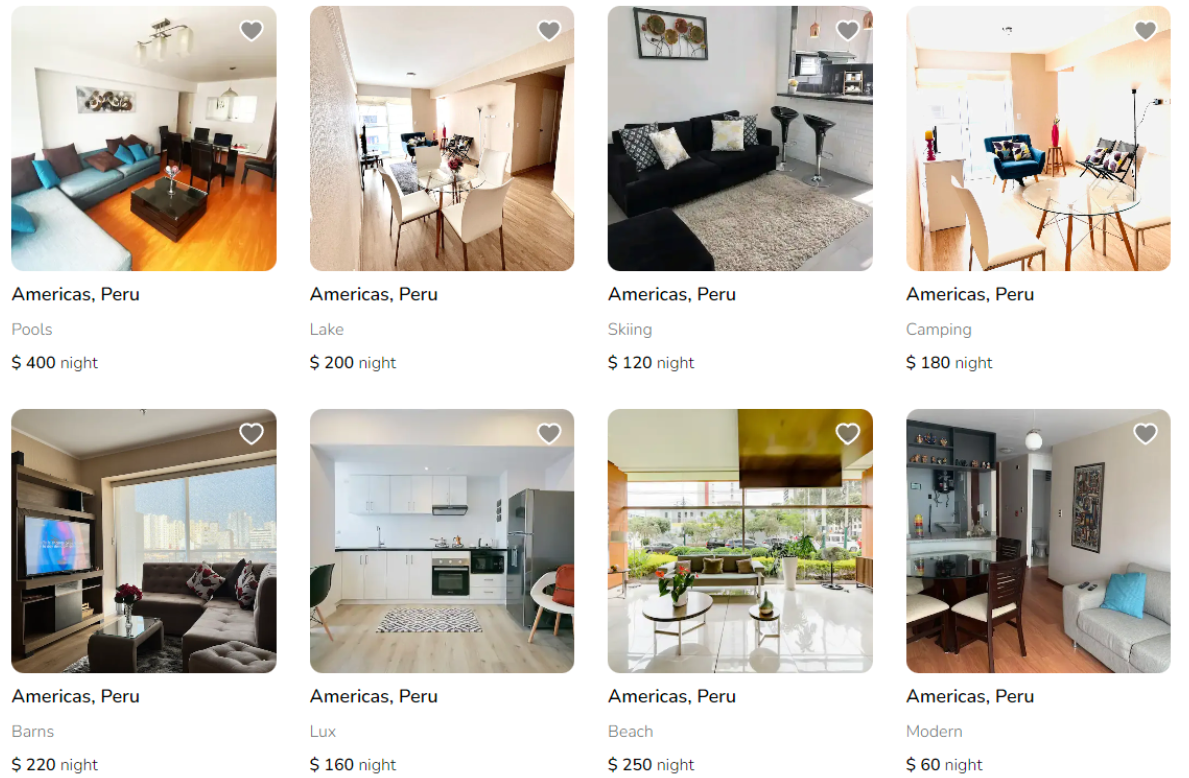 Americas, Peru
Pools
$ 400 night
Americas, Peru
Lake
$ 200 night
Americas, Peru
Skiing
$ 120 night
Americas, Peru
Camping
$ 180 night
Americas, Peru
Barns
$ 220 night
Americas, Peru
Lux
$ 160 night
Americas, Peru
Beach
$ 250 night
Americas, Peru
Modern
$ 60 night